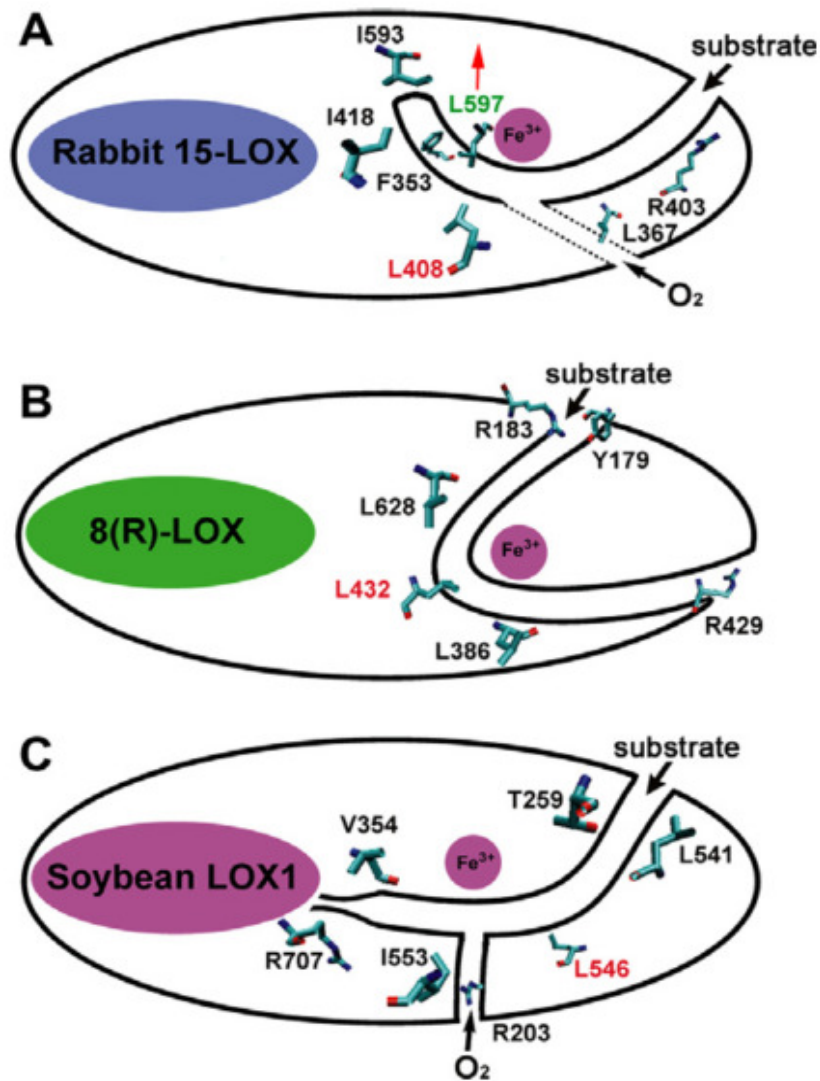 A
I593
substrate
L597
I418
Fe3+
Rabbit 15-LOX
F353
R403
L367
L408
O2
B
substrate
R183
Y179
L628
8(R)-LOX
Fe3+
L432
R429
L386
C
substrate
T259
V354
Fe3+
L541
Soybean LOX1
R707
I553
L546
R203
O2